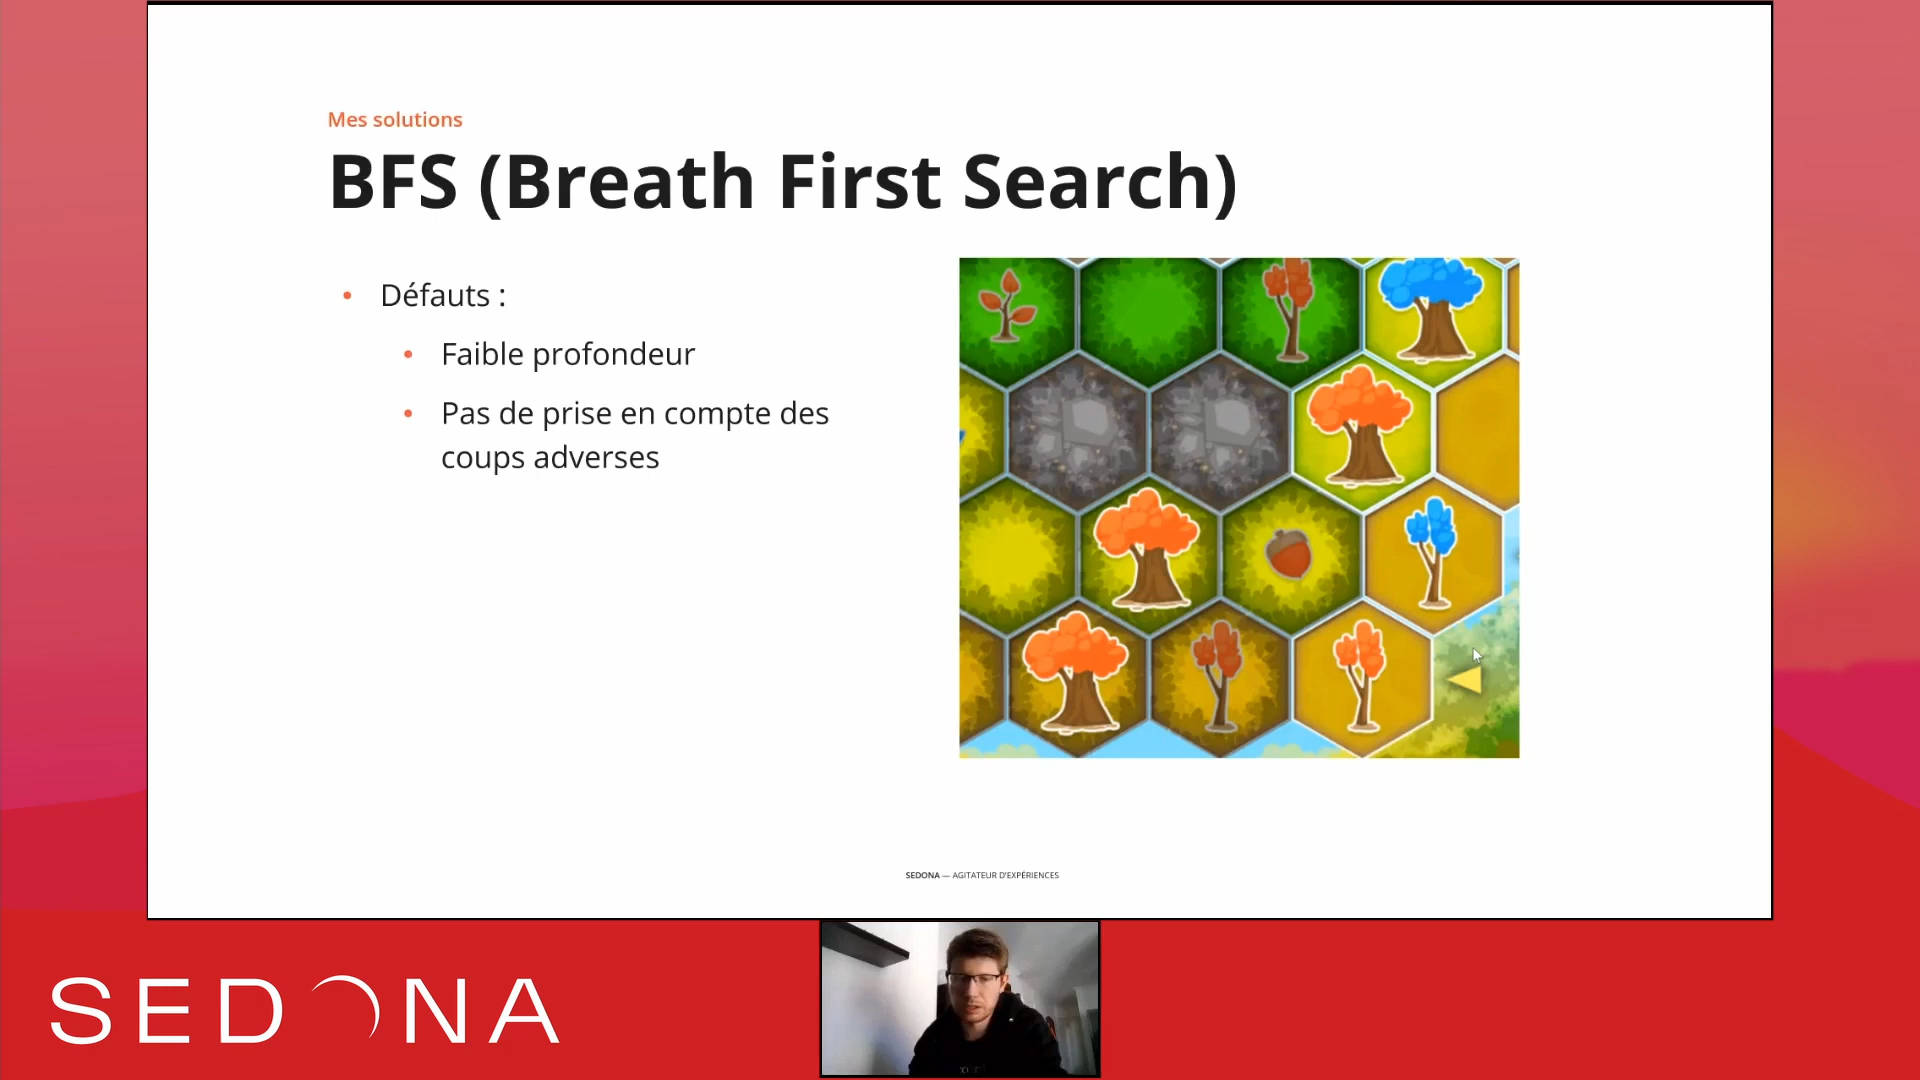 Mes solutions
BFS (Breath First Search)
Défauts :
Faible profondeur
Pas de prise en compte des
coups adverses
SEDONA — AGITATEUR D'EXPÉRIENCES
SEDONA